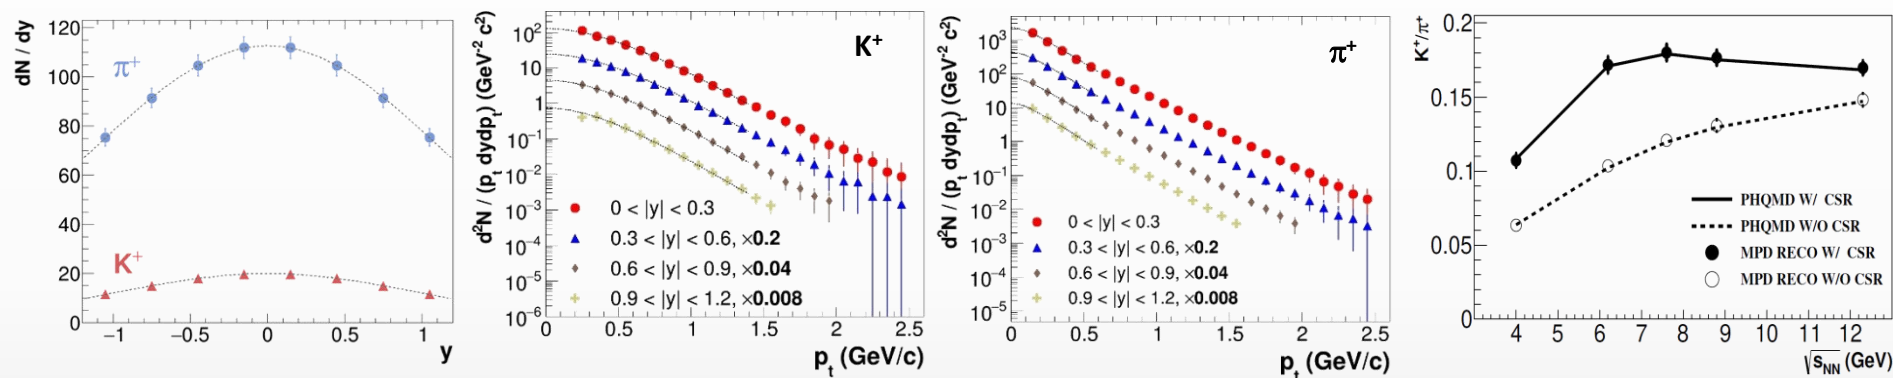 dN / dy
120
100
80
60
40
20
0
π⁺
K⁺
−1
−0.5
0
0.5
1
y
d²N / (p_t dydp_t) (GeV⁻² c²)
10²
10
1
10⁻¹
10⁻²
10⁻³
10⁻⁴
10⁻⁵
10⁻⁶
K⁺
0 < |y| < 0.3
0.3 < |y| < 0.6, ×0.2
0.6 < |y| < 0.9, ×0.04
0.9 < |y| < 1.2, ×0.008
0
0.5
1
1.5
2
2.5
p_t (GeV/c)
d²N / (p_t dydp_t) (GeV⁻² c²)
10³
10²
10
1
10⁻¹
10⁻²
10⁻³
10⁻⁴
10⁻⁵
π⁺
0 < |y| < 0.3
0.3 < |y| < 0.6, ×0.2
0.6 < |y| < 0.9, ×0.04
0.9 < |y| < 1.2, ×0.008
0
0.5
1
1.5
2
2.5
p_t (GeV/c)
K⁺/π⁺
0.2
0.15
0.1
0.05
0
PHQMD W/ CSR
PHQMD W/O CSR
MPD RECO W/ CSR
MPD RECO W/O CSR
4
5
6
7
8
9
10
11
12
√s_NN (GeV)